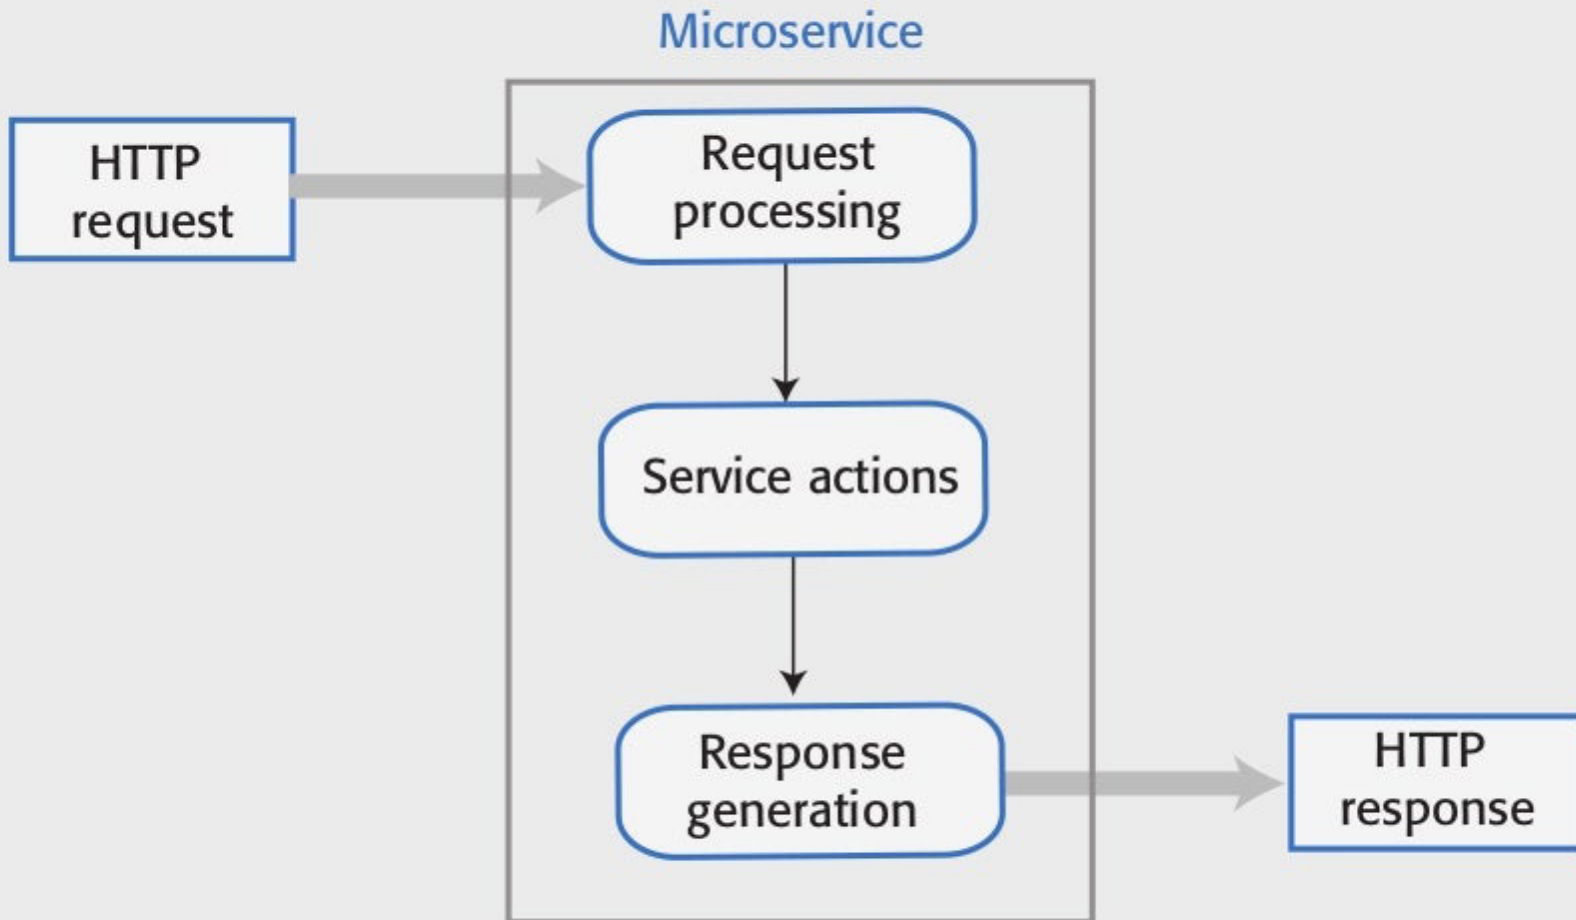 Microservice
HTTP
request
Request
processing
Service actions
Response
generation
HTTP
response